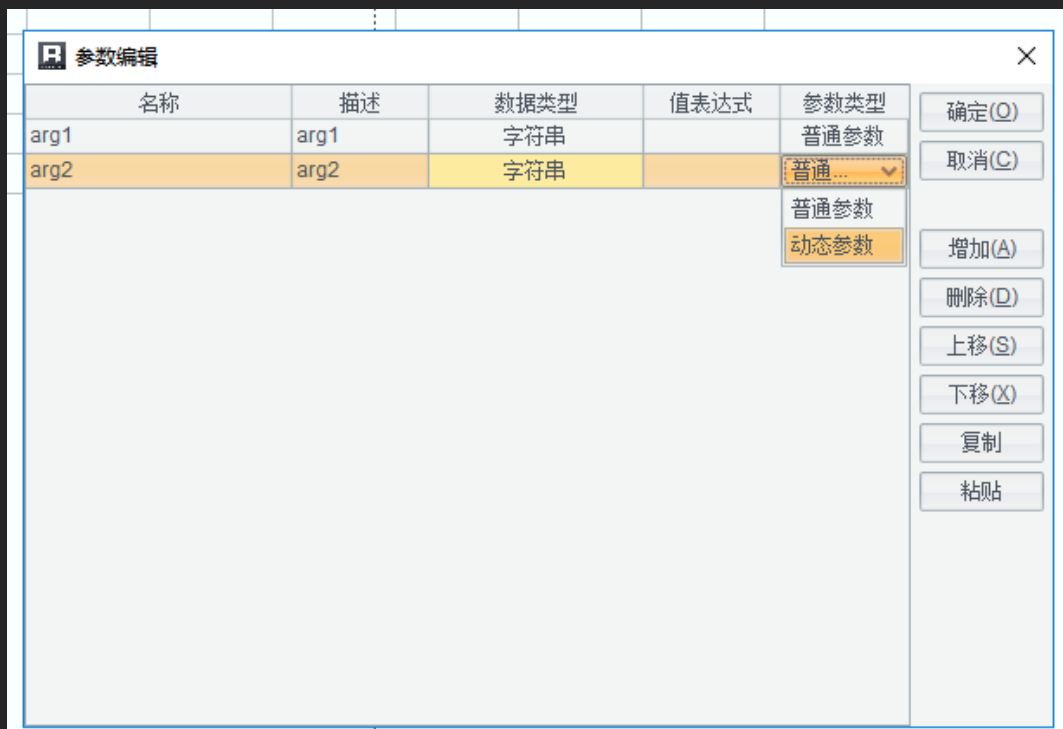 参数编辑
名称 描述 数据类型 值表达式 参数类型
arg1 arg1 字符串 普通参数
arg2 arg2 字符串 普通...
普通参数
动态参数
确定(O)
取消(C)
增加(A)
删除(D)
上移(S)
下移(X)
复制
粘贴